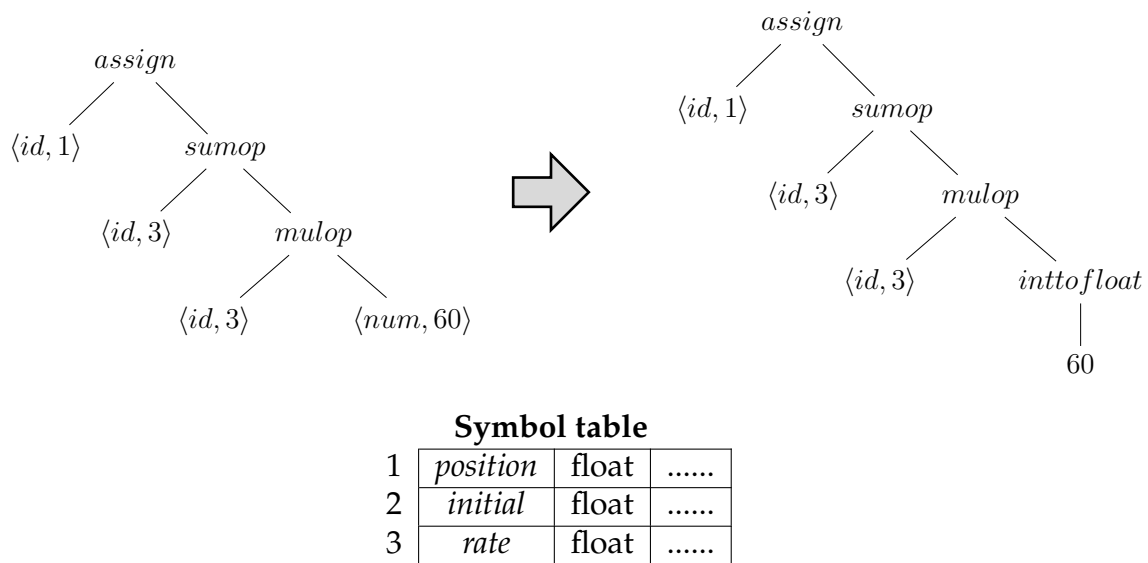 assign
⟨id, 1⟩ sumop
⟨id, 3⟩ mulop
⟨id, 3⟩ ⟨num, 60⟩
assign
⟨id, 1⟩ sumop
⟨id, 3⟩ mulop
⟨id, 3⟩ inttofloat
60
Symbol table
1 position float ......
2 initial float ......
3 rate float ......